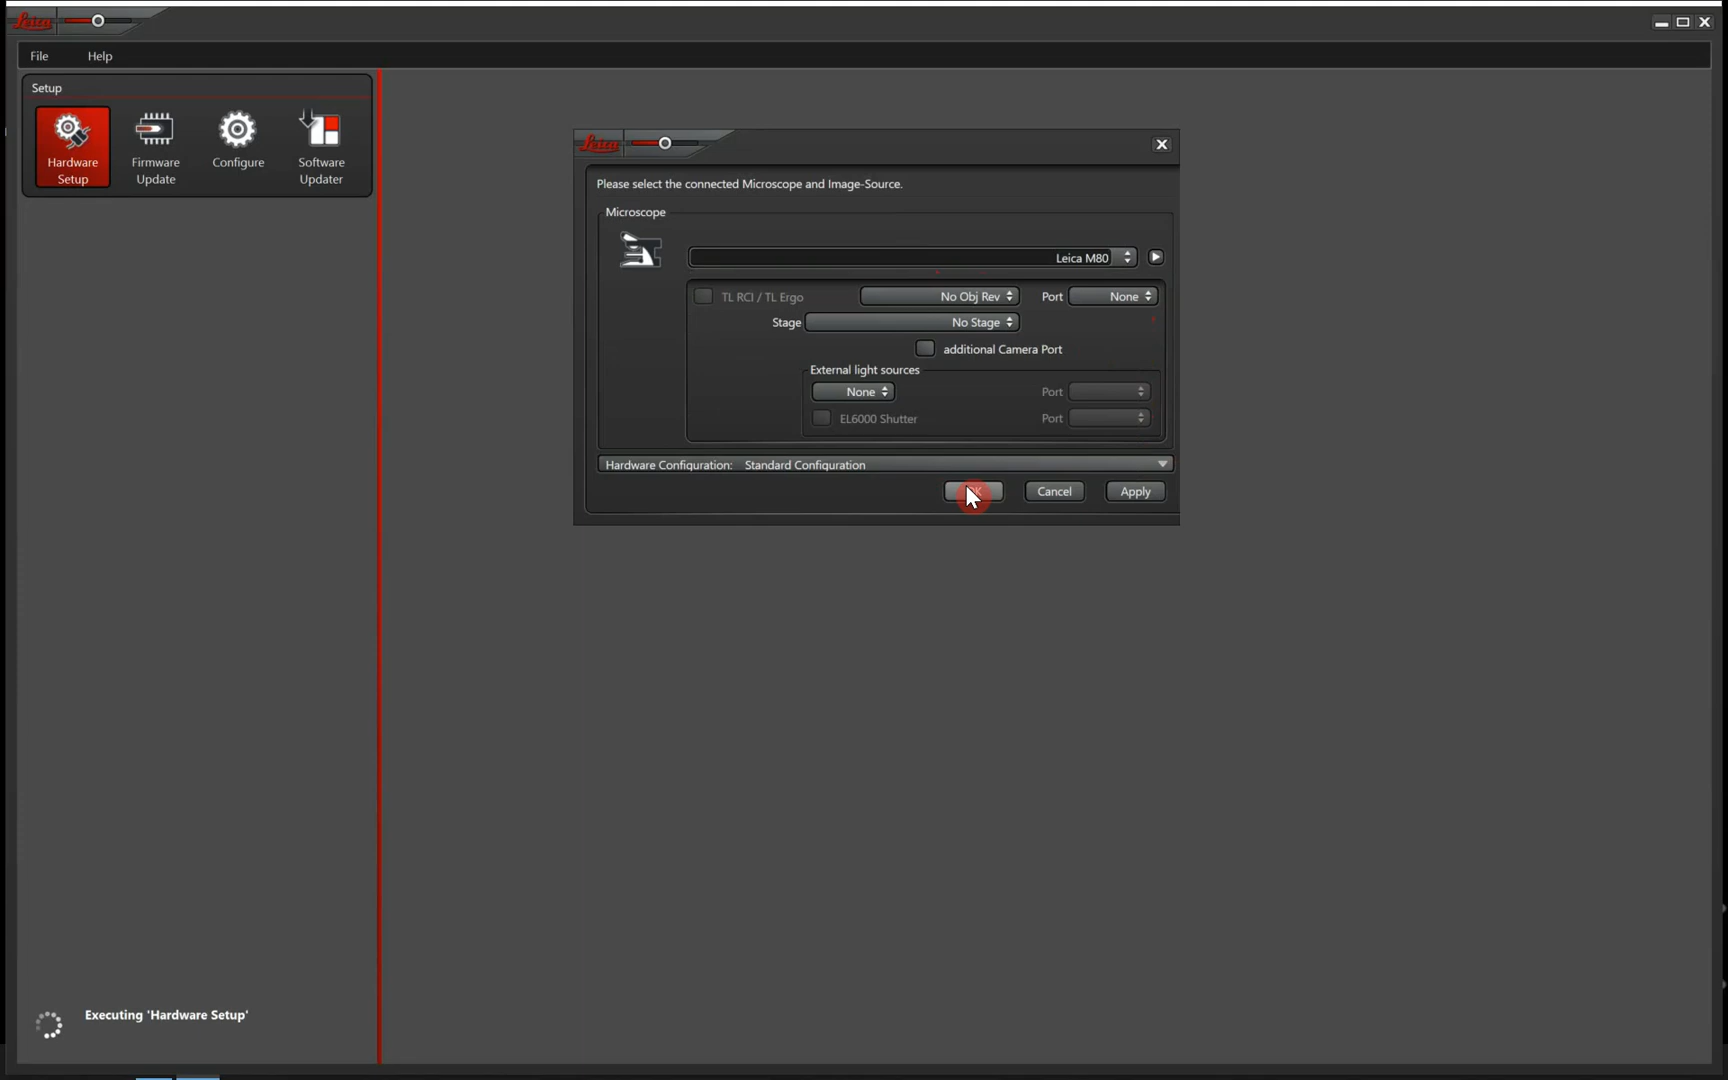 Leica
File Help
Setup
Hardware
Setup
Firmware
Update
Configure
Software
Updater
Leica
Please select the connected Microscope and Image-Source.
Microscope
Leica M80
TL RCI / TL Ergo No Obj Rev Port None
Stage No Stage
additional Camera Port
External light sources
None Port
EL6000 Shutter Port
Hardware Configuration: Standard Configuration
Cancel Apply
Executing 'Hardware Setup'